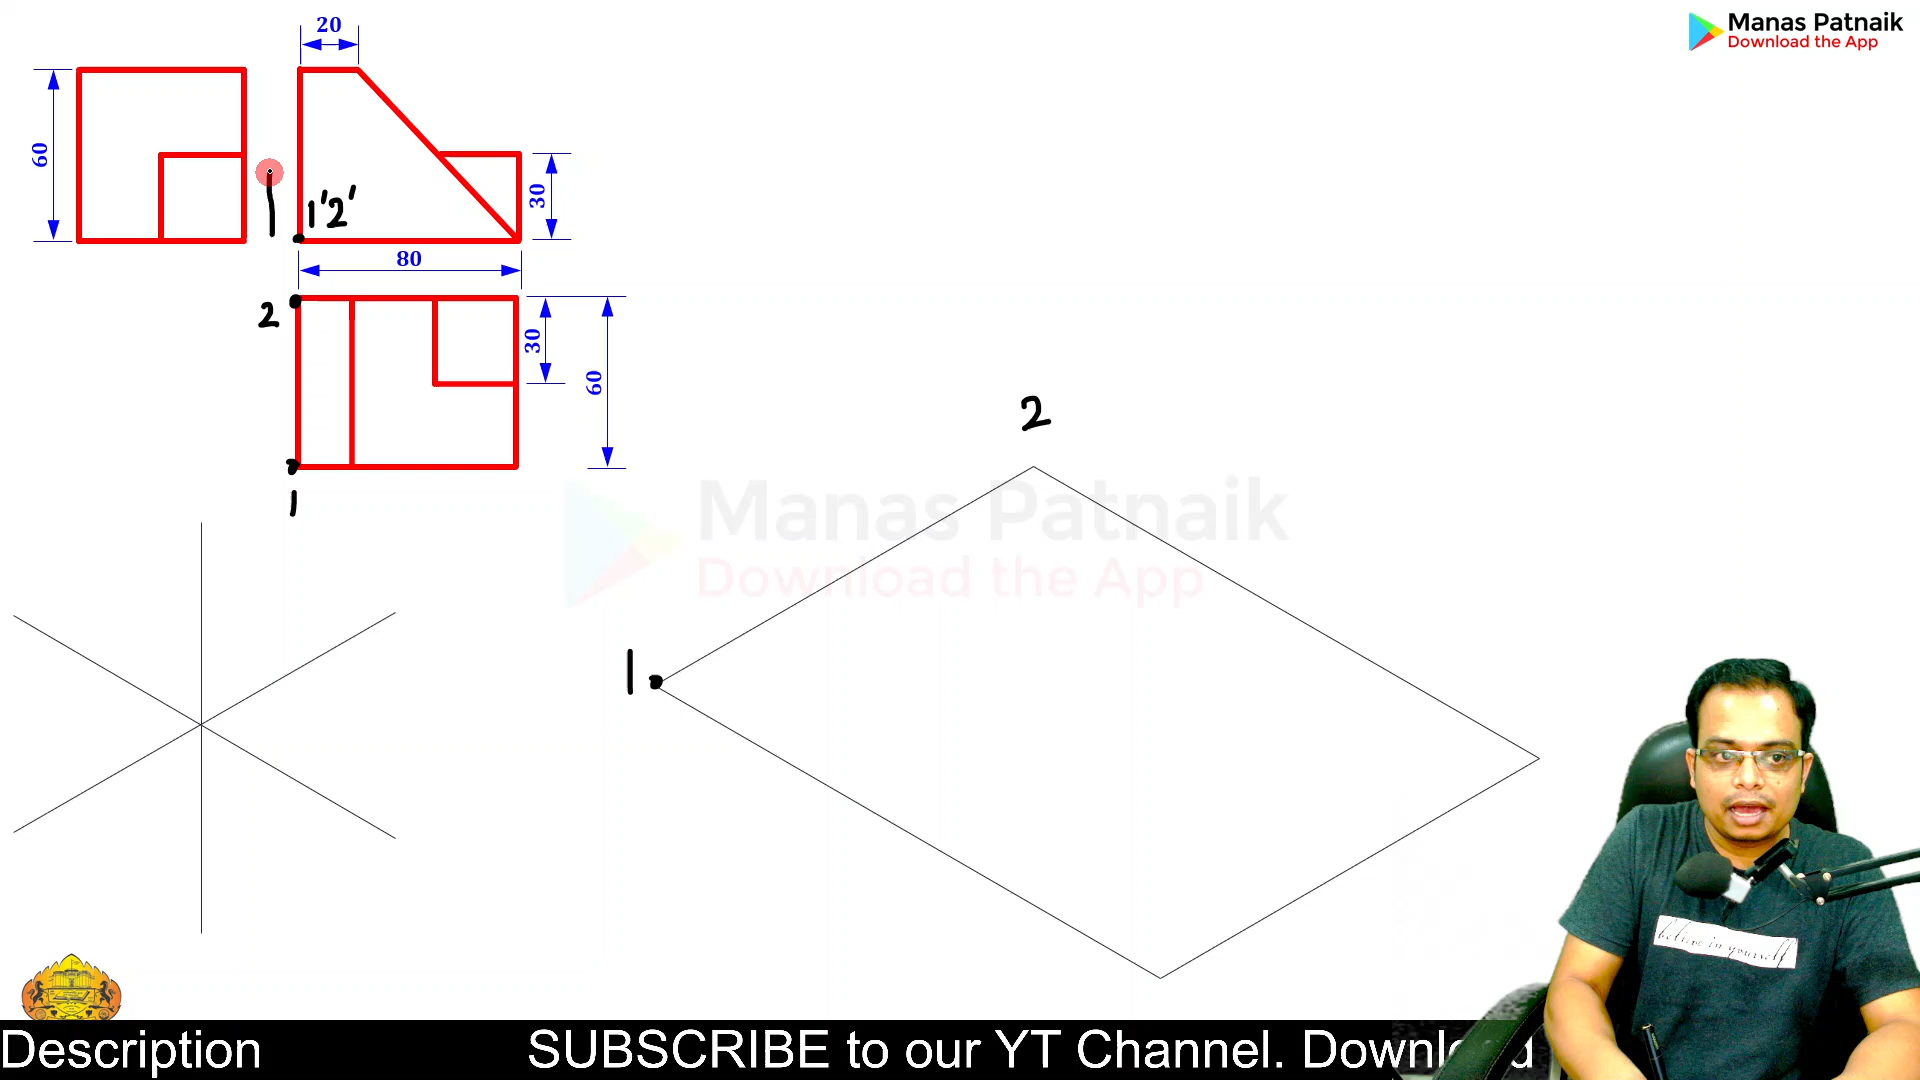 20
Manas Patnaik
Download the App
60
1'2'
30
80
2
30
60
2
1
Manas Patnaik
Download the App
1
believe in yourself
Description SUBSCRIBE to our YT Channel. Download